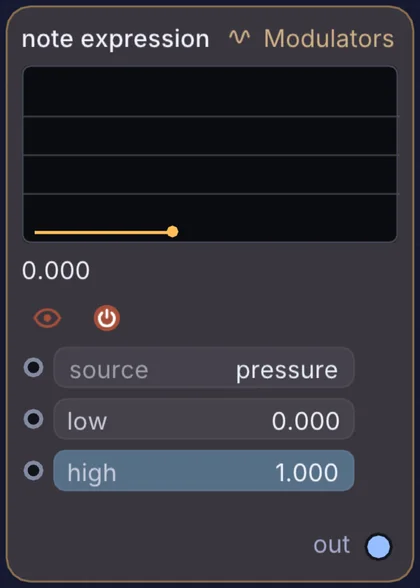 note expression Modulators
0.000
source pressure
low 0.000
high 1.000
out